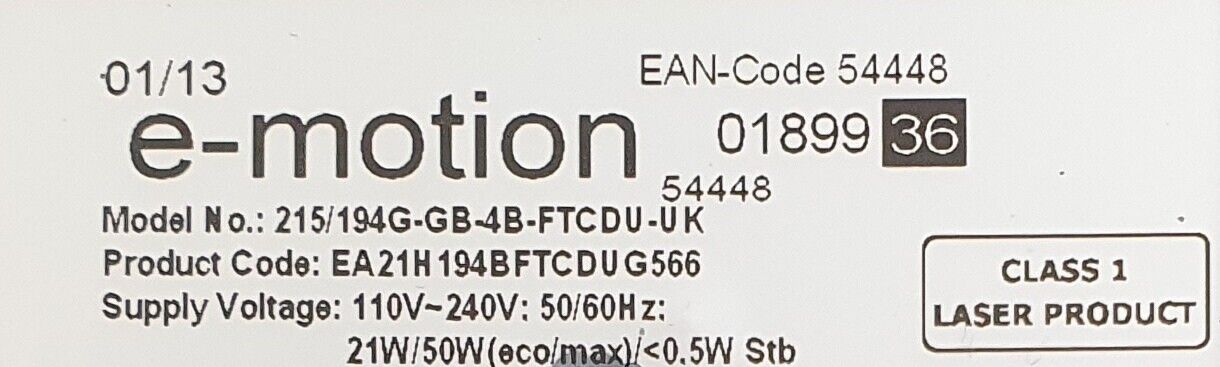 01/13
EAN-Code 54448
e-motion
01899 36
54448
Model No.: 215/194G-GB-4B-FTCDU-UK
Product Code: EA21H194BFTCDUG566
Supply Voltage: 110V~240V: 50/60Hz:
21W/50W(eco/max)/<0.5W Stb
CLASS 1
LASER PRODUCT